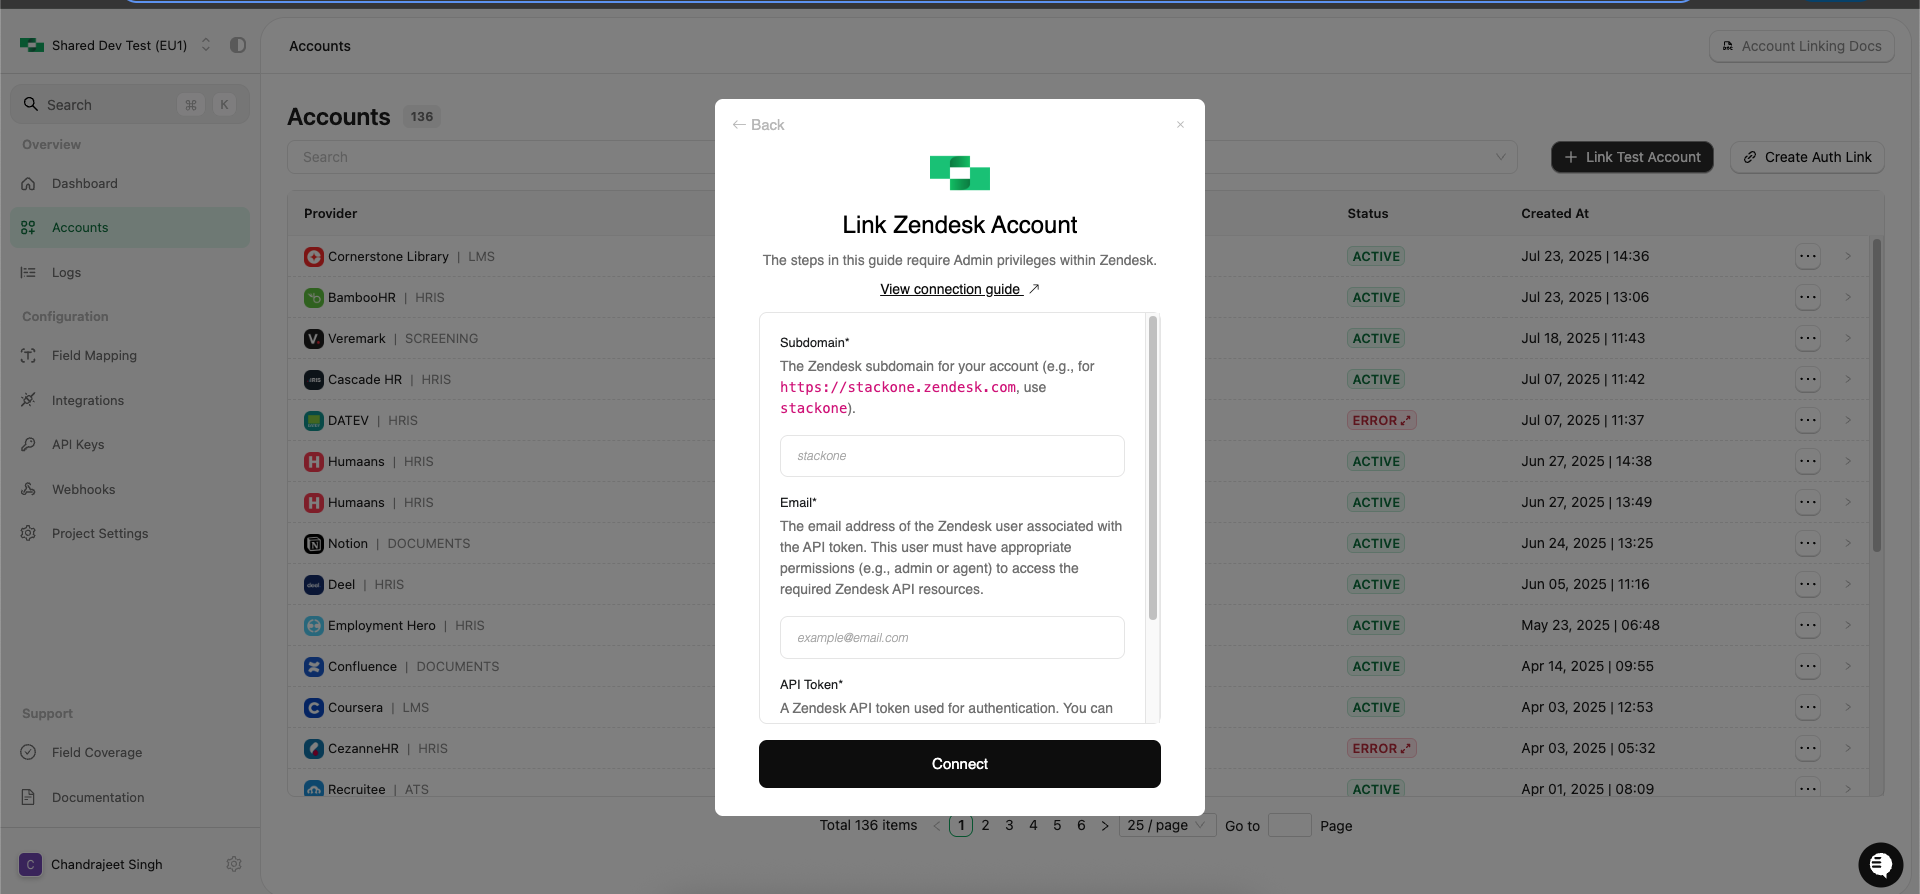 Shared Dev Test (EU1)
Accounts
Account Linking Docs
Search ⌘ K
Overview
Dashboard
Accounts
Logs
Configuration
Field Mapping
Integrations
API Keys
Webhooks
Project Settings
Support
Field Coverage
Documentation
C Chandrajeet Singh
Accounts 136
Search
+ Link Test Account
Create Auth Link
Provider Status Created At
Cornerstone Library | LMS ACTIVE Jul 23, 2025 | 14:36
BambooHR | HRIS ACTIVE Jul 23, 2025 | 13:06
Veremark | SCREENING ACTIVE Jul 18, 2025 | 11:43
Cascade HR | HRIS ACTIVE Jul 07, 2025 | 11:42
DATEV | HRIS ERROR Jul 07, 2025 | 11:37
Humaans | HRIS ACTIVE Jun 27, 2025 | 14:38
Humaans | HRIS ACTIVE Jun 27, 2025 | 13:49
Notion | DOCUMENTS ACTIVE Jun 24, 2025 | 13:25
Deel | HRIS ACTIVE Jun 05, 2025 | 11:16
Employment Hero | HRIS ACTIVE May 23, 2025 | 06:48
Confluence | DOCUMENTS ACTIVE Apr 14, 2025 | 09:55
Coursera | LMS ACTIVE Apr 03, 2025 | 12:53
CezanneHR | HRIS ERROR Apr 03, 2025 | 05:32
Recruitee | ATS ACTIVE Apr 01, 2025 | 08:09
Total 136 items < 1 2 3 4 5 6 > 25 / page Go to Page
← Back ×
Link Zendesk Account
The steps in this guide require Admin privileges within Zendesk.
View connection guide ↗
Subdomain*
The Zendesk subdomain for your account (e.g., for
https://stackone.zendesk.com, use
stackone).
stackone
Email*
The email address of the Zendesk user associated with
the API token. This user must have appropriate
permissions (e.g., admin or agent) to access the
required Zendesk API resources.
example@email.com
API Token*
A Zendesk API token used for authentication. You can
Connect